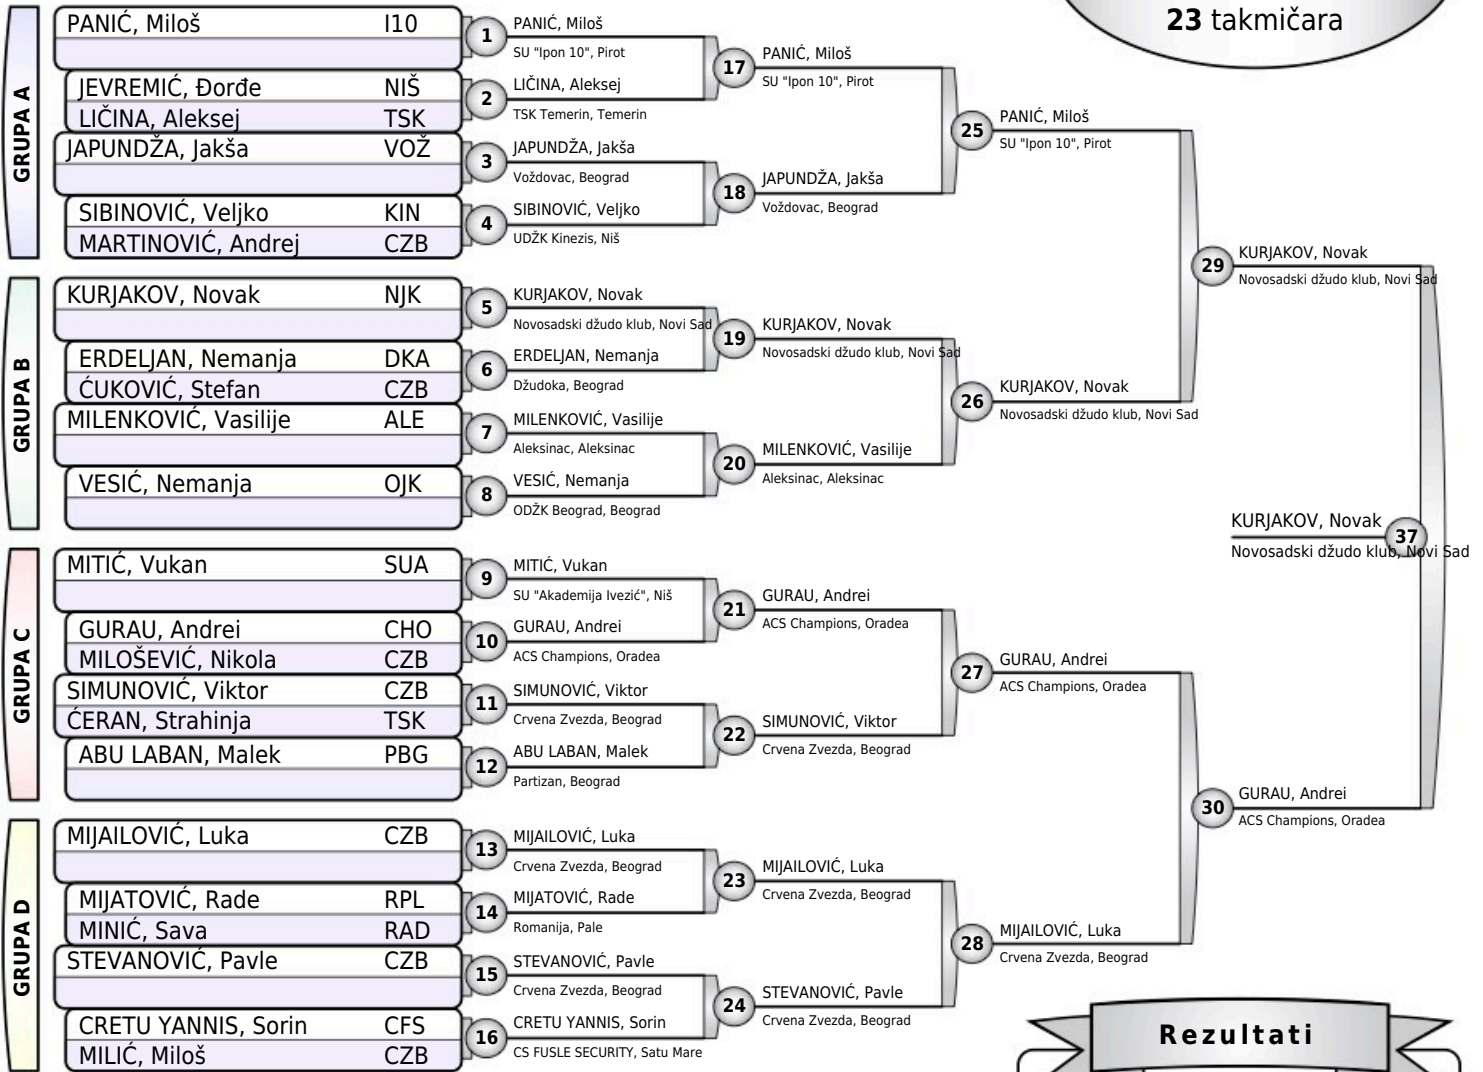 23 takmičara
GRUPA A
PANIĆ, Miloš I10
JEVREMIĆ, Đorđe NIŠ
LIČINA, Aleksej TSK
JAPUNDŽA, Jakša VOŽ
SIBINOVIĆ, Veljko KIN
MARTINOVIĆ, Andrej CZB
GRUPA B
KURJAKOV, Novak NJK
ERDELJAN, Nemanja DKA
ĆUKOVIĆ, Stefan CZB
MILENKOVIĆ, Vasilije ALE
VESIĆ, Nemanja OJK
GRUPA C
MITIĆ, Vukan SUA
GURAU, Andrei CHO
MILOŠEVIĆ, Nikola CZB
SIMUNOVIĆ, Viktor CZB
ĆERAN, Strahinja TSK
ABU LABAN, Malek PBG
GRUPA D
MIJAILOVIĆ, Luka CZB
MIJATOVIĆ, Rade RPL
MINIĆ, Sava RAD
STEVANOVIĆ, Pavle CZB
CRETU YANNIS, Sorin CFS
MILIĆ, Miloš CZB
1
PANIĆ, Miloš
SU "Ipon 10", Pirot
2
LIČINA, Aleksej
TSK Temerin, Temerin
3
JAPUNDŽA, Jakša
Voždovac, Beograd
4
SIBINOVIĆ, Veljko
UDŽK Kinezis, Niš
5
KURJAKOV, Novak
Novosadski džudo klub, Novi Sad
6
ERDELJAN, Nemanja
Džudoka, Beograd
7
MILENKOVIĆ, Vasilije
Aleksinac, Aleksinac
8
VESIĆ, Nemanja
ODŽK Beograd, Beograd
9
MITIĆ, Vukan
SU "Akademija Ivezić", Niš
10
GURAU, Andrei
ACS Champions, Oradea
11
SIMUNOVIĆ, Viktor
Crvena Zvezda, Beograd
12
ABU LABAN, Malek
Partizan, Beograd
13
MIJAILOVIĆ, Luka
Crvena Zvezda, Beograd
14
MIJATOVIĆ, Rade
Romanija, Pale
15
STEVANOVIĆ, Pavle
Crvena Zvezda, Beograd
16
CRETU YANNIS, Sorin
CS FUSLE SECURITY, Satu Mare
17
PANIĆ, Miloš
SU "Ipon 10", Pirot
18
JAPUNDŽA, Jakša
Voždovac, Beograd
19
KURJAKOV, Novak
Novosadski džudo klub, Novi Sad
20
MILENKOVIĆ, Vasilije
Aleksinac, Aleksinac
21
GURAU, Andrei
ACS Champions, Oradea
22
SIMUNOVIĆ, Viktor
Crvena Zvezda, Beograd
23
MIJAILOVIĆ, Luka
Crvena Zvezda, Beograd
24
STEVANOVIĆ, Pavle
Crvena Zvezda, Beograd
25
PANIĆ, Miloš
SU "Ipon 10", Pirot
26
KURJAKOV, Novak
Novosadski džudo klub, Novi Sad
27
GURAU, Andrei
ACS Champions, Oradea
28
MIJAILOVIĆ, Luka
Crvena Zvezda, Beograd
29
KURJAKOV, Novak
Novosadski džudo klub, Novi Sad
30
GURAU, Andrei
ACS Champions, Oradea
KURJAKOV, Novak
37
Novosadski džudo klub, Novi Sad
Rezultati